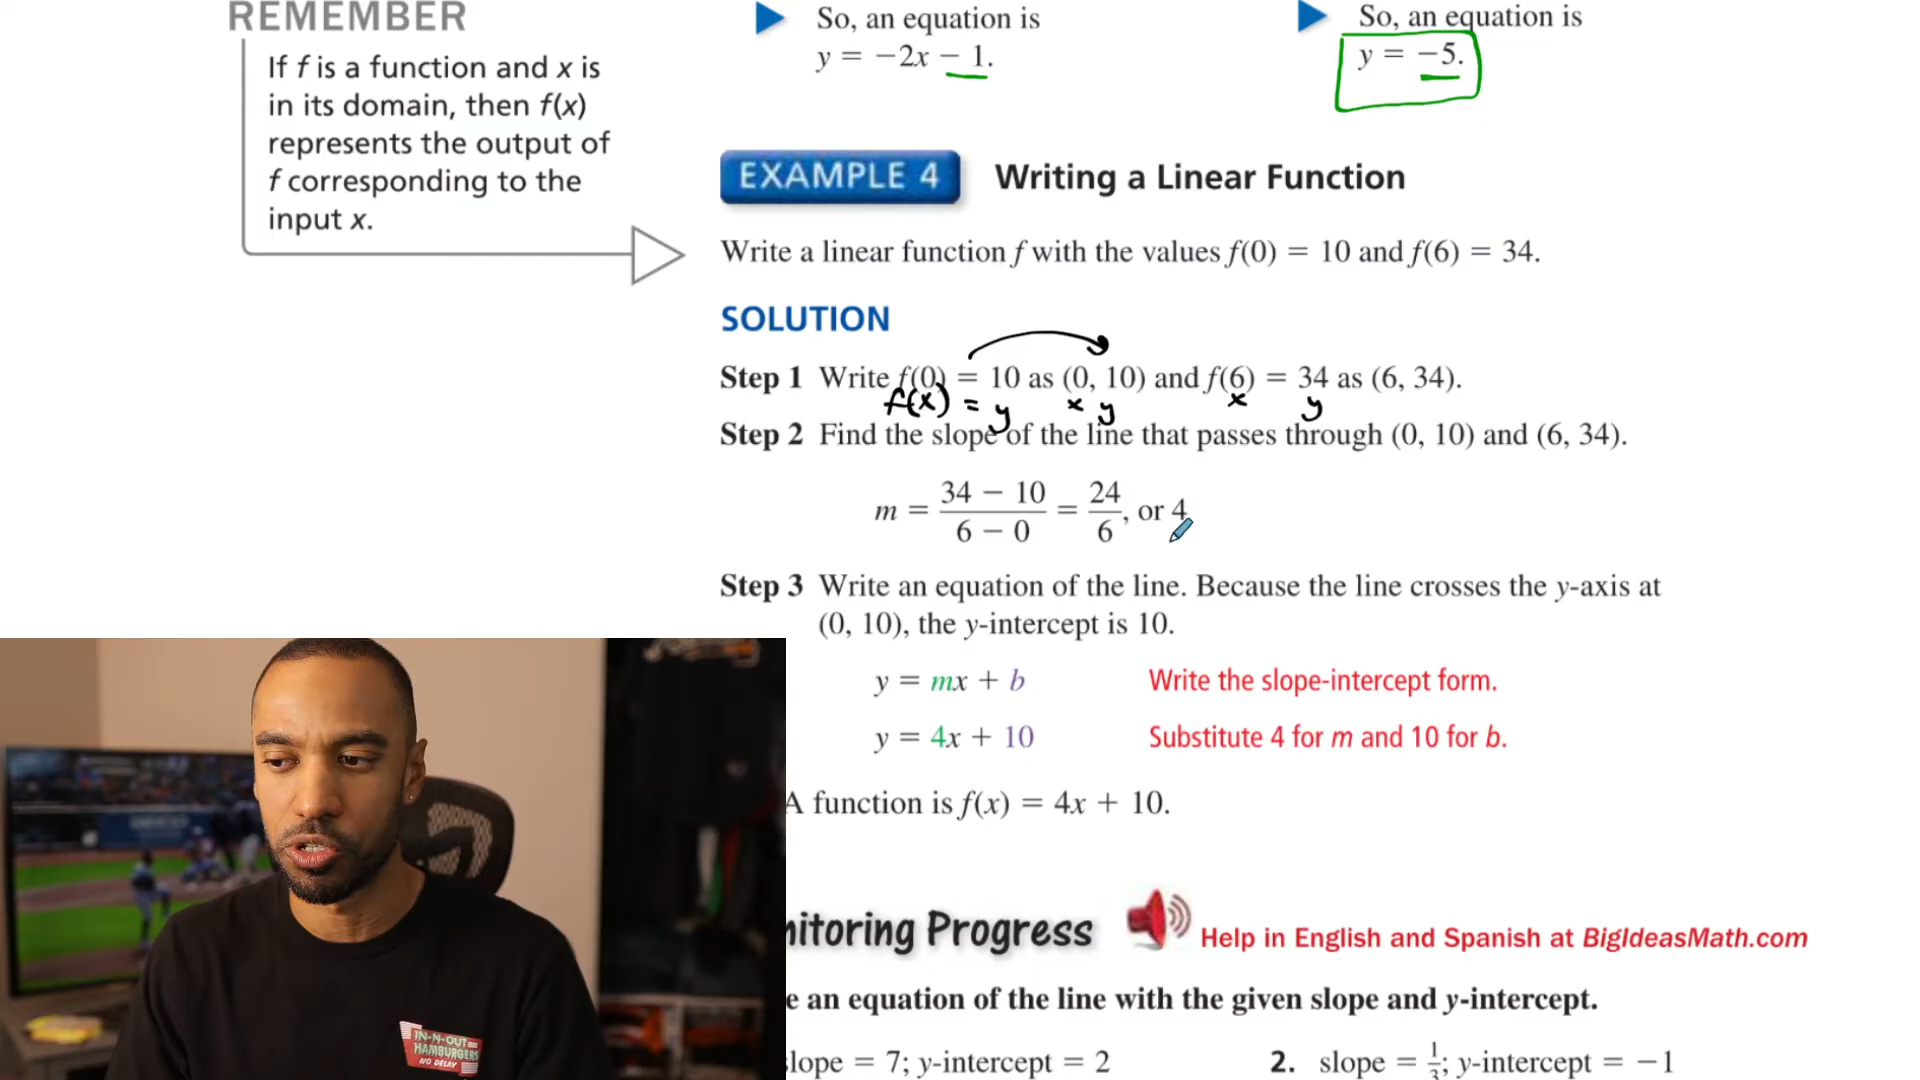 REMEMBER
If f is a function and x is
in its domain, then f(x)
represents the output of
f corresponding to the
input x.
So, an equation is
y = −2x − 1.
So, an equation is
y = −5.
EXAMPLE 4 Writing a Linear Function
Write a linear function f with the values f(0) = 10 and f(6) = 34.
SOLUTION
Step 1 Write f(0) = 10 as (0, 10) and f(6) = 34 as (6, 34).
f(x) = y x y x y
Step 2 Find the slope of the line that passes through (0, 10) and (6, 34).
m = 34 − 10 / 6 − 0 = 24 / 6, or 4
Step 3 Write an equation of the line. Because the line crosses the y-axis at
(0, 10), the y-intercept is 10.
y = mx + b Write the slope-intercept form.
y = 4x + 10 Substitute 4 for m and 10 for b.
A function is f(x) = 4x + 10.
nitoring Progress Help in English and Spanish at BigIdeasMath.com
e an equation of the line with the given slope and y-intercept.
slope = 7; y-intercept = 2 2. slope = 1/3; y-intercept = −1
IN-N-OUT
HAMBURGERS
NO DELAY